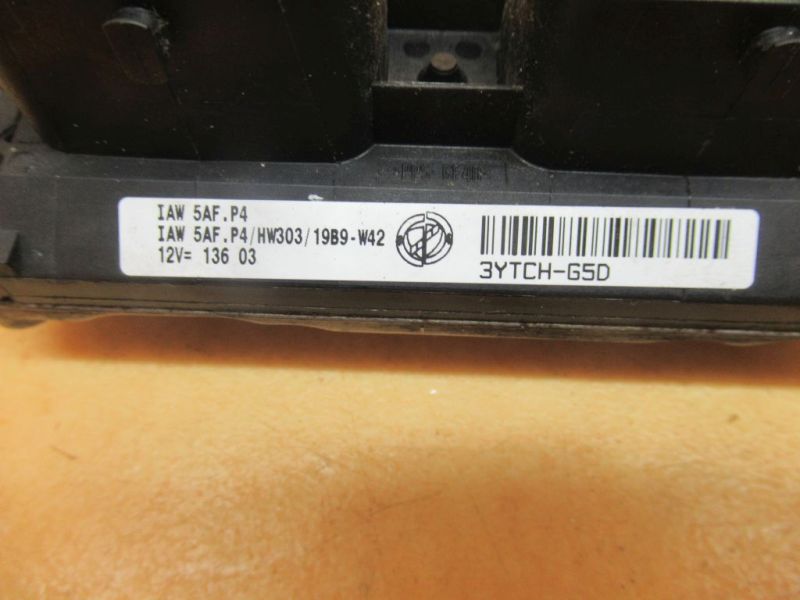 IAW 5AF.P4
IAW 5AF.P4/HW303/19B9-W42
12V= 136 03
3YTCH-G5D